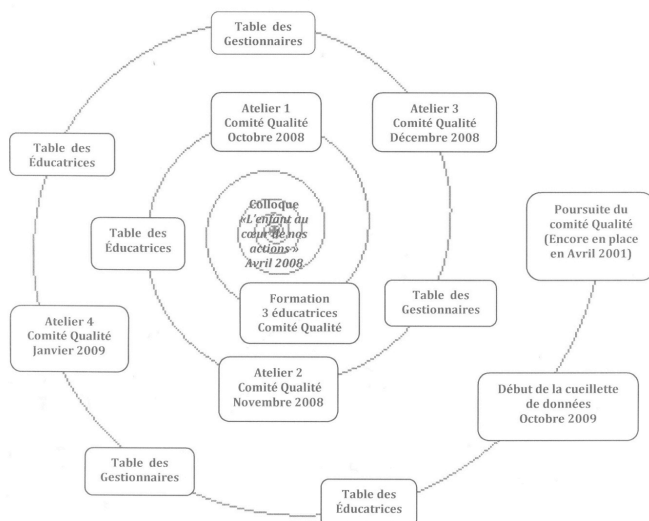 Table des
Gestionnaires
Atelier 1
Comité Qualité
Octobre 2008
Atelier 3
Comité Qualité
Décembre 2008
Table des
Éducatrices
Colloque
«L'enfant au
cœur de nos
actions »
Avril 2008
Table des
Éducatrices
Poursuite du
comité Qualité
(Encore en place
en Avril 2001)
Formation
3 éducatrices
Comité Qualité
Table des
Gestionnaires
Atelier 4
Comité Qualité
Janvier 2009
Atelier 2
Comité Qualité
Novembre 2008
Début de la cueillette
de données
Octobre 2009
Table des
Gestionnaires
Table des
Éducatrices